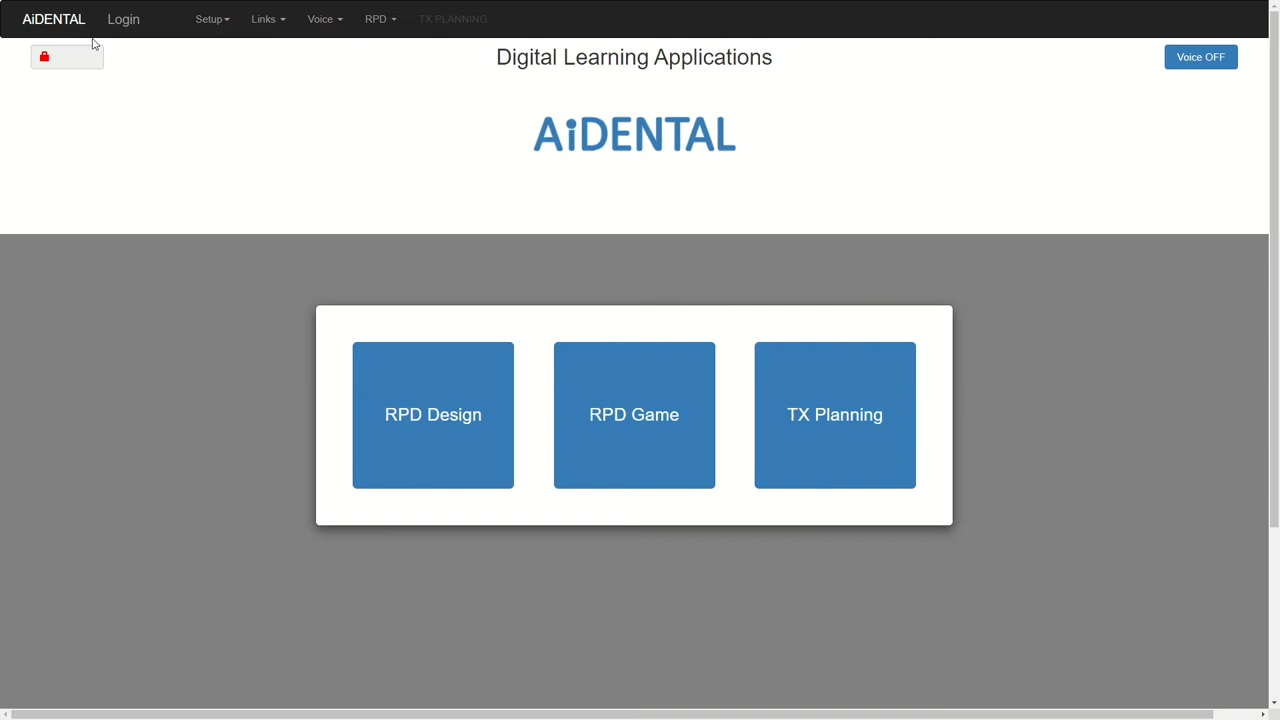 AiDENTAL Login Setup Links Voice RPD TX PLANNING
Digital Learning Applications
Voice OFF
AiDENTAL
RPD Design
RPD Game
TX Planning